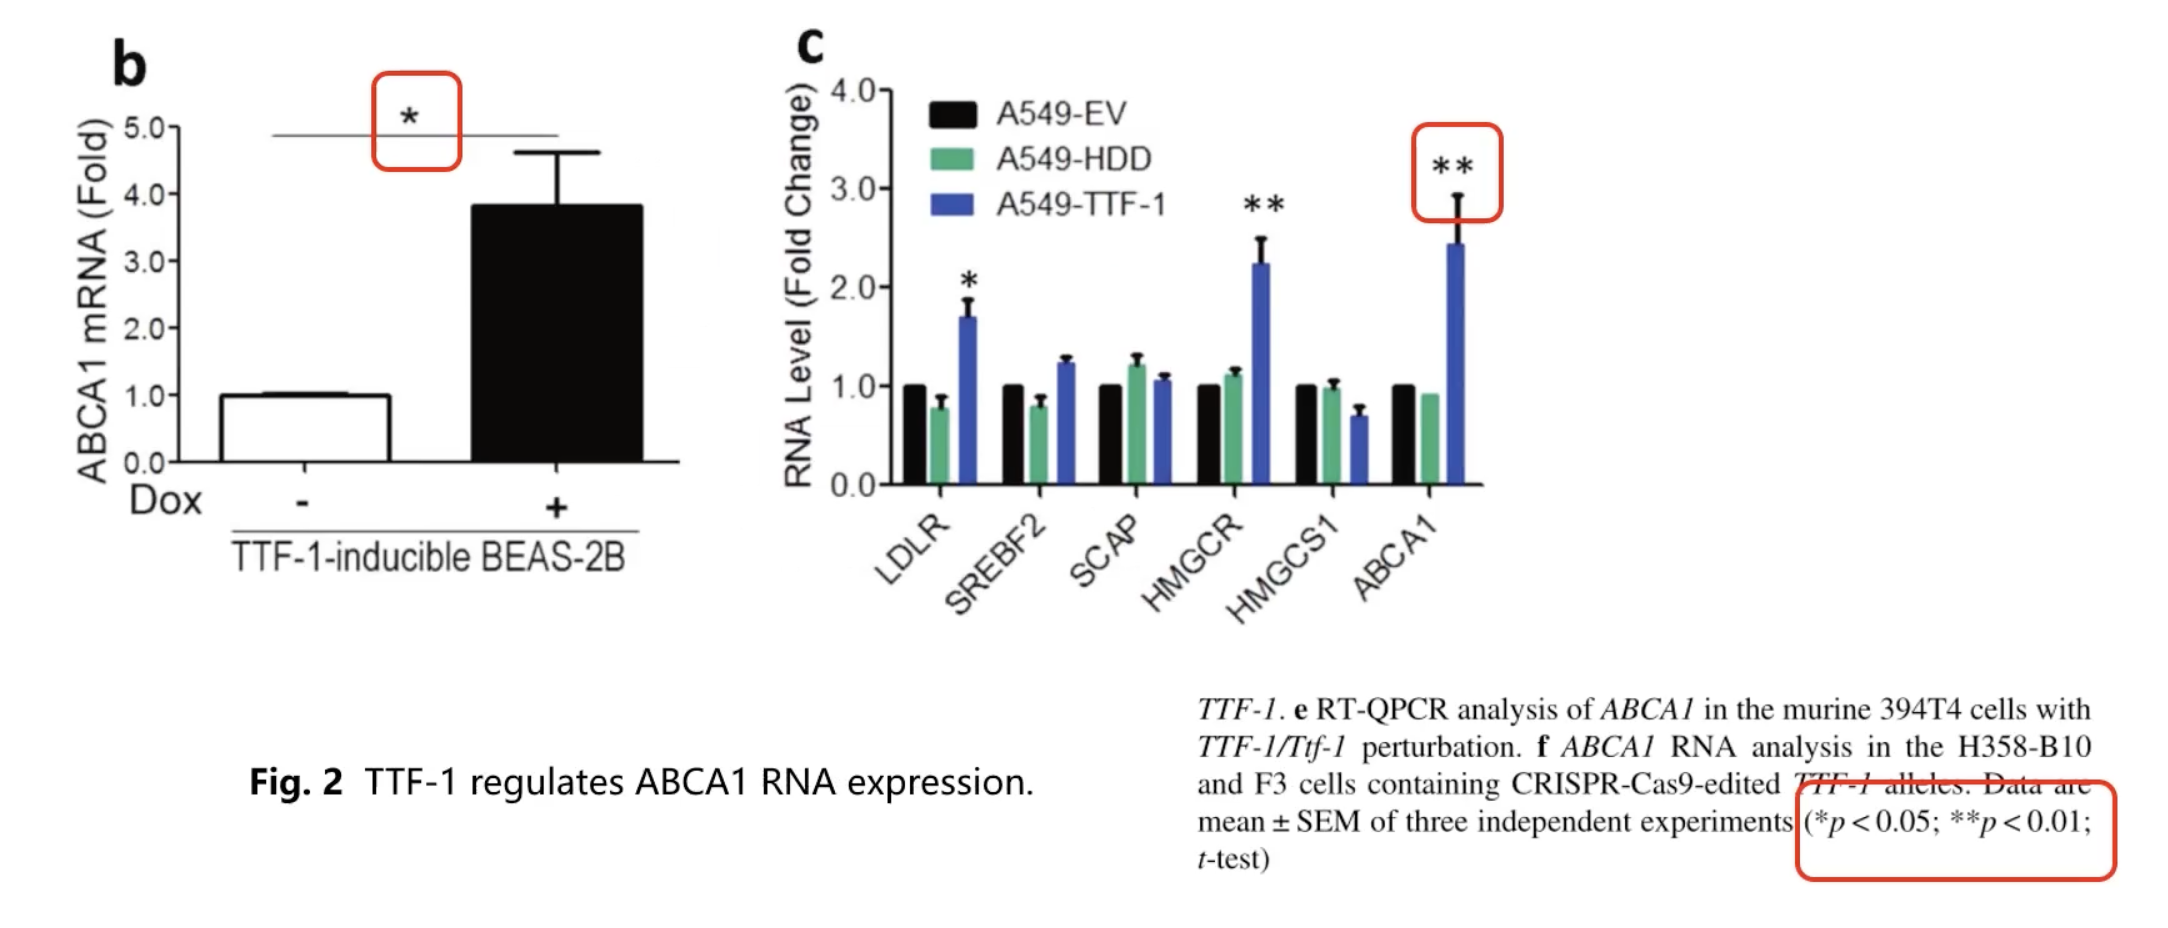 b
*
ABCA1 mRNA (Fold)
5.0
4.0
3.0
2.0
1.0
0.0
Dox - +
TTF-1-inducible BEAS-2B
c
RNA Level (Fold Change)
4.0
3.0
2.0
1.0
0.0
A549-EV
A549-HDD
A549-TTF-1
*
**
**
LDLR
SREBF2
SCAP
HMGCR
HMGCS1
ABCA1
Fig. 2 TTF-1 regulates ABCA1 RNA expression.
TTF-1. e RT-QPCR analysis of ABCA1 in the murine 394T4 cells with
TTF-1/Ttf-1 perturbation. f ABCA1 RNA analysis in the H358-B10
and F3 cells containing CRISPR-Cas9-edited TTF-1 alleles. Data are
mean ± SEM of three independent experiments (*p < 0.05; **p < 0.01;
t-test)